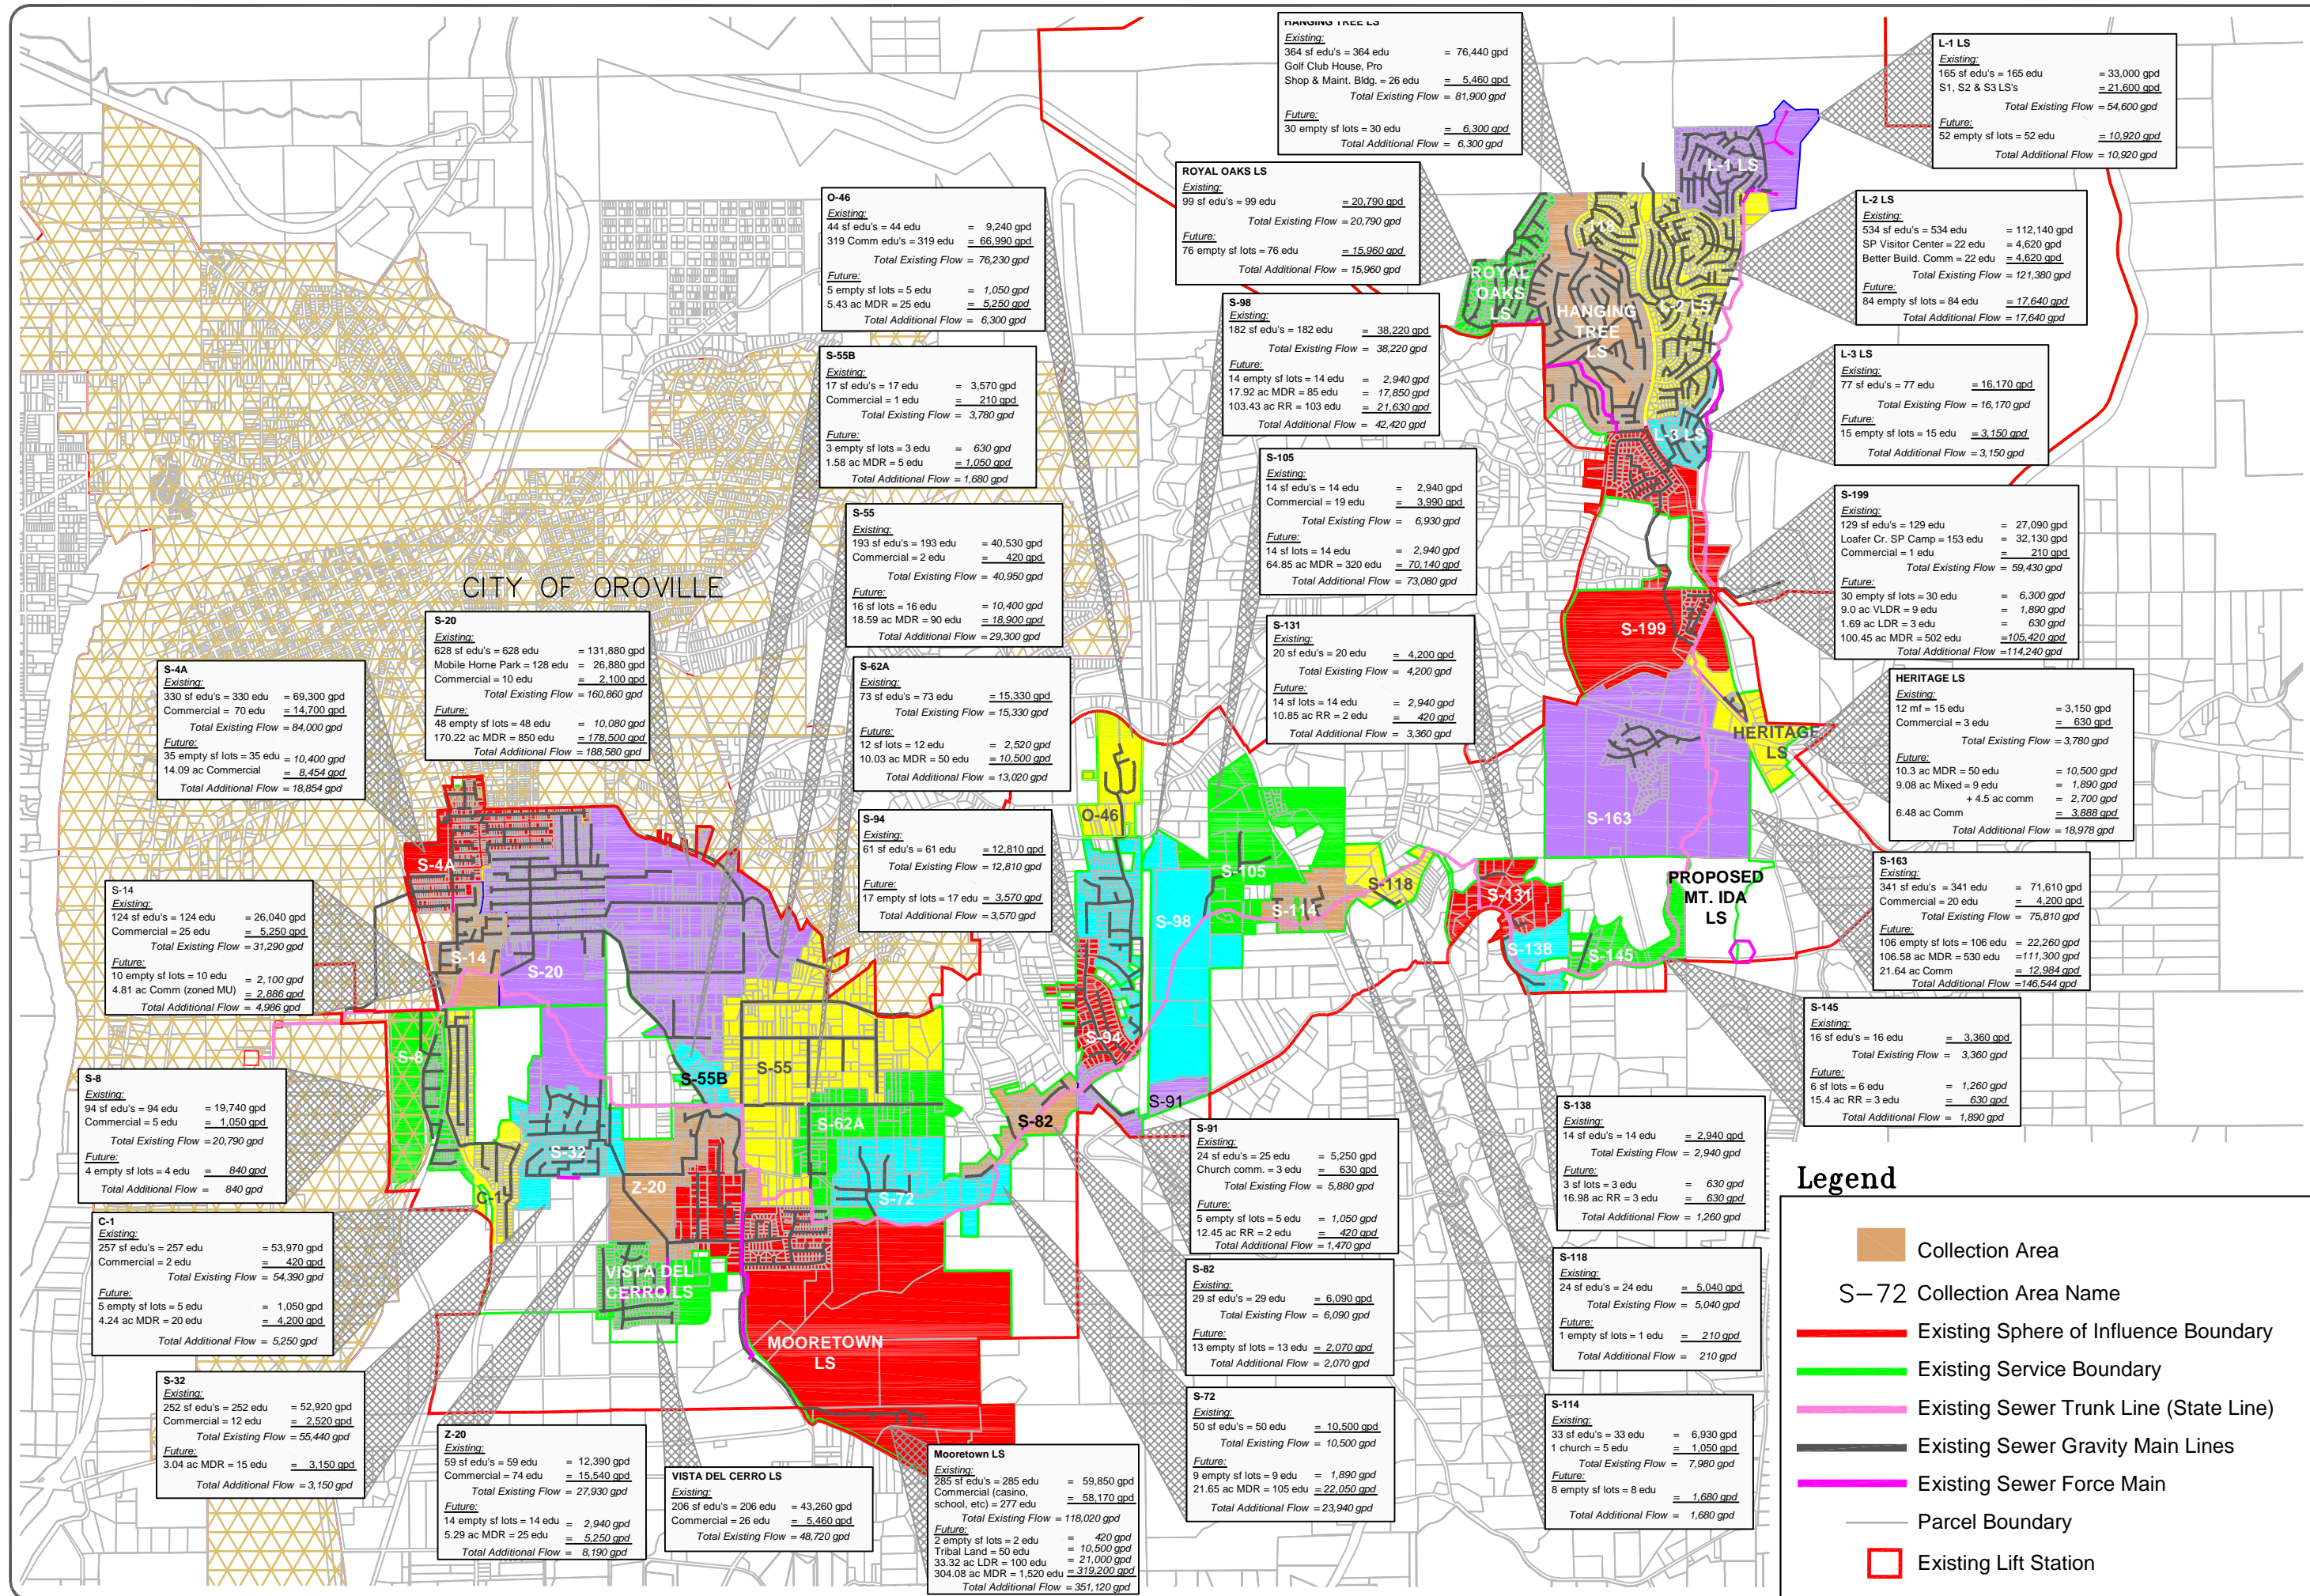 HANGING TREE LS
Existing:
364 sf edu's = 364 edu = 76,440 gpd
Golf Club House, Pro
Shop & Maint. Bldg. = 26 edu = 5,460 gpd
Total Existing Flow = 81,900 gpd
Future:
30 empty sf lots = 30 edu = 6,300 gpd
Total Additional Flow = 6,300 gpd
L-1 LS
Existing:
165 sf edu's = 165 edu = 33,000 gpd
S1, S2 & S3 LS's = 21,600 gpd
Total Existing Flow = 54,600 gpd
Future:
52 empty sf lots = 52 edu = 10,920 gpd
Total Additional Flow = 10,920 gpd
ROYAL OAKS LS
Existing:
99 sf edu's = 99 edu = 20,790 gpd
Total Existing Flow = 20,790 gpd
Future:
76 empty sf lots = 76 edu = 15,960 gpd
Total Additional Flow = 15,960 gpd
O-46
Existing:
44 sf edu's = 44 edu = 9,240 gpd
319 Comm edu's = 319 edu = 66,990 gpd
Total Existing Flow = 76,230 gpd
Future:
5 empty sf lots = 5 edu = 1,050 gpd
5.43 ac MDR = 25 edu = 5,250 gpd
Total Additional Flow = 6,300 gpd
L-2 LS
Existing:
534 sf edu's = 534 edu = 112,140 gpd
SP Visitor Center = 22 edu = 4,620 gpd
Better Build. Comm = 22 edu = 4,620 gpd
Total Existing Flow = 121,380 gpd
Future:
84 empty sf lots = 84 edu = 17,640 gpd
Total Additional Flow = 17,640 gpd
S-98
Existing:
182 sf edu's = 182 edu = 38,220 gpd
Total Existing Flow = 38,220 gpd
Future:
14 empty sf lots = 14 edu = 2,940 gpd
17.92 ac MDR = 85 edu = 17,850 gpd
103.43 ac RR = 103 edu = 21,630 gpd
Total Additional Flow = 42,420 gpd
S-55B
Existing:
17 sf edu's = 17 edu = 3,570 gpd
Commercial = 1 edu = 210 gpd
Total Existing Flow = 3,780 gpd
Future:
3 empty sf lots = 3 edu = 630 gpd
1.58 ac MDR = 5 edu = 1,050 gpd
Total Additional Flow = 1,680 gpd
L-3 LS
Existing:
77 sf edu's = 77 edu = 16,170 gpd
Total Existing Flow = 16,170 gpd
Future:
15 empty sf lots = 15 edu = 3,150 gpd
Total Additional Flow = 3,150 gpd
S-105
Existing:
14 sf edu's = 14 edu = 2,940 gpd
Commercial = 19 edu = 3,990 gpd
Total Existing Flow = 6,930 gpd
Future:
14 sf lots = 14 edu = 2,940 gpd
64.85 ac MDR = 320 edu = 70,140 gpd
Total Additional Flow = 73,080 gpd
S-199
Existing:
129 sf edu's = 129 edu = 27,090 gpd
Loafer Cr. SP Camp = 153 edu = 32,130 gpd
Commercial = 1 edu = 210 gpd
Total Existing Flow = 59,430 gpd
Future:
30 empty sf lots = 30 edu = 6,300 gpd
9.0 ac VLDR = 9 edu = 1,890 gpd
1.69 ac LDR = 3 edu = 630 gpd
100.45 ac MDR = 502 edu =105,420 gpd
Total Additional Flow =114,240 gpd
S-55
Existing:
193 sf edu's = 193 edu = 40,530 gpd
Commercial = 2 edu = 420 gpd
Total Existing Flow = 40,950 gpd
Future:
16 sf lots = 16 edu = 10,400 gpd
18.59 ac MDR = 90 edu = 18,900 gpd
Total Additional Flow = 29,300 gpd
CITY OF OROVILLE
S-20
Existing:
628 sf edu's = 628 edu = 131,880 gpd
Mobile Home Park = 128 edu = 26,880 gpd
Commercial = 10 edu = 2,100 gpd
Total Existing Flow = 160,860 gpd
Future:
48 empty sf lots = 48 edu = 10,080 gpd
170.22 ac MDR = 850 edu = 178,500 gpd
Total Additional Flow = 188,580 gpd
S-131
Existing:
20 sf edu's = 20 edu = 4,200 gpd
Total Existing Flow = 4,200 gpd
Future:
14 sf lots = 14 edu = 2,940 gpd
10.85 ac RR = 2 edu = 420 gpd
Total Additional Flow = 3,360 gpd
S-4A
Existing:
330 sf edu's = 330 edu = 69,300 gpd
Commercial = 70 edu = 14,700 gpd
Total Existing Flow = 84,000 gpd
Future:
35 empty sf lots = 35 edu = 10,400 gpd
14.09 ac Commercial = 8,454 gpd
Total Additional Flow = 18,854 gpd
S-62A
Existing:
73 sf edu's = 73 edu = 15,330 gpd
Total Existing Flow = 15,330 gpd
Future:
12 sf lots = 12 edu = 2,520 gpd
10.03 ac MDR = 50 edu = 10,500 gpd
Total Additional Flow = 13,020 gpd
HERITAGE LS
Existing:
12 mf = 15 edu = 3,150 gpd
Commercial = 3 edu = 630 gpd
Total Existing Flow = 3,780 gpd
Future:
10.3 ac MDR = 50 edu = 10,500 gpd
9.08 ac Mixed = 9 edu = 1,890 gpd
+ 4.5 ac comm = 2,700 gpd
6.48 ac Comm = 3,888 gpd
Total Additional Flow = 18,978 gpd
S-94
Existing:
61 sf edu's = 61 edu = 12,810 gpd
Total Existing Flow = 12,810 gpd
Future:
17 empty sf lots = 17 edu = 3,570 gpd
Total Additional Flow = 3,570 gpd
S-163
Existing:
341 sf edu's = 341 edu = 71,610 gpd
Commercial = 20 edu = 4,200 gpd
Total Existing Flow = 75,810 gpd
Future:
106 empty sf lots = 106 edu = 22,260 gpd
106.58 ac MDR = 530 edu =111,300 gpd
21.64 ac Comm = 12,984 gpd
Total Additional Flow =146,544 gpd
S-14
Existing:
124 sf edu's = 124 edu = 26,040 gpd
Commercial = 25 edu = 5,250 gpd
Total Existing Flow = 31,290 gpd
Future:
10 empty sf lots = 10 edu = 2,100 gpd
4.81 ac Comm (zoned MU) = 2,886 gpd
Total Additional Flow = 4,986 gpd
S-145
Existing:
16 sf edu's = 16 edu = 3,360 gpd
Total Existing Flow = 3,360 gpd
Future:
6 sf lots = 6 edu = 1,260 gpd
15.4 ac RR = 3 edu = 630 gpd
Total Additional Flow = 1,890 gpd
S-8
Existing:
94 sf edu's = 94 edu = 19,740 gpd
Commercial = 5 edu = 1,050 gpd
Total Existing Flow = 20,790 gpd
Future:
4 empty sf lots = 4 edu = 840 gpd
Total Additional Flow = 840 gpd
S-138
Existing:
14 sf edu's = 14 edu = 2,940 gpd
Total Existing Flow = 2,940 gpd
Future:
3 sf lots = 3 edu = 630 gpd
16.98 ac RR = 3 edu = 630 gpd
Total Additional Flow = 1,260 gpd
S-91
Existing:
24 sf edu's = 25 edu = 5,250 gpd
Church comm. = 3 edu = 630 gpd
Total Existing Flow = 5,880 gpd
Future:
5 empty sf lots = 5 edu = 1,050 gpd
12.45 ac RR = 2 edu = 420 gpd
Total Additional Flow = 1,470 gpd
C-1
Existing:
257 sf edu's = 257 edu = 53,970 gpd
Commercial = 2 edu = 420 gpd
Total Existing Flow = 54,390 gpd
Future:
5 empty sf lots = 5 edu = 1,050 gpd
4.24 ac MDR = 20 edu = 4,200 gpd
Total Additional Flow = 5,250 gpd
S-82
Existing:
29 sf edu's = 29 edu = 6,090 gpd
Total Existing Flow = 6,090 gpd
Future:
13 empty sf lots = 13 edu = 2,070 gpd
Total Additional Flow = 2,070 gpd
S-118
Existing:
24 sf edu's = 24 edu = 5,040 gpd
Total Existing Flow = 5,040 gpd
Future:
1 empty sf lots = 1 edu = 210 gpd
Total Additional Flow = 210 gpd
S-32
Existing:
252 sf edu's = 252 edu = 52,920 gpd
Commercial = 12 edu = 2,520 gpd
Total Existing Flow = 55,440 gpd
Future:
3.04 ac MDR = 15 edu = 3,150 gpd
Total Additional Flow = 3,150 gpd
S-72
Existing:
50 sf edu's = 50 edu = 10,500 gpd
Total Existing Flow = 10,500 gpd
Future:
9 empty sf lots = 9 edu = 1,890 gpd
21.65 ac MDR = 105 edu = 22,050 gpd
Total Additional Flow = 23,940 gpd
S-114
Existing:
33 sf edu's = 33 edu = 6,930 gpd
1 church = 5 edu = 1,050 gpd
Total Existing Flow = 7,980 gpd
Future:
8 empty sf lots = 8 edu = 1,680 gpd
Total Additional Flow = 1,680 gpd
Z-20
Existing:
59 sf edu's = 59 edu = 12,390 gpd
Commercial = 74 edu = 15,540 gpd
Total Existing Flow = 27,930 gpd
Future:
14 empty sf lots = 14 edu = 2,940 gpd
5.29 ac MDR = 25 edu = 5,250 gpd
Total Additional Flow = 8,190 gpd
VISTA DEL CERRO LS
Existing:
206 sf edu's = 206 edu = 43,260 gpd
Commercial = 26 edu = 5,460 gpd
Total Existing Flow = 48,720 gpd
Mooretown LS
Existing:
285 sf edu's = 285 edu = 59,850 gpd
Commercial (casino,
school, etc) = 277 edu = 58,170 gpd
Total Existing Flow = 118,020 gpd
Future:
2 empty sf lots = 2 edu = 420 gpd
Tribal Land = 50 edu = 10,500 gpd
33.32 ac LDR = 100 edu = 21,000 gpd
304.08 ac MDR = 1,520 edu = 319,200 gpd
Total Additional Flow = 351,120 gpd
L-1 LS
118
ROYAL
OAKS
LS
HANGING
TREE
LS
L-2 LS
L-3 LS
S-199
HERITAGE
LS
S-163
O-46
S-4A
S-105
S-118
S-114
S-131
PROPOSED
MT. IDA
LS
S-98
S-138
S-145
S-14
S-20
S-94
S-8
S-55B
S-55
S-91
S-82
S-62A
S-32
Z-20
S-72
C-1
VISTA DEL
CERRO LS
MOORETOWN
LS
Legend
Collection Area
S-72 Collection Area Name
Existing Sphere of Influence Boundary
Existing Service Boundary
Existing Sewer Trunk Line (State Line)
Existing Sewer Gravity Main Lines
Existing Sewer Force Main
Parcel Boundary
Existing Lift Station